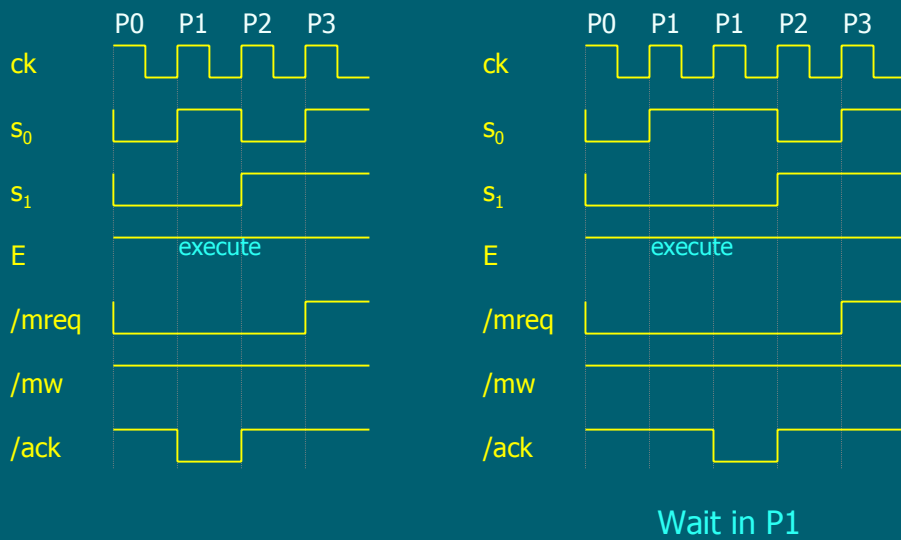 P0 P1 P2 P3
ck
s₀
s₁
E execute
/mreq
/mw
/ack
P0 P1 P1 P2 P3
ck
s₀
s₁
E execute
/mreq
/mw
/ack
Wait in P1